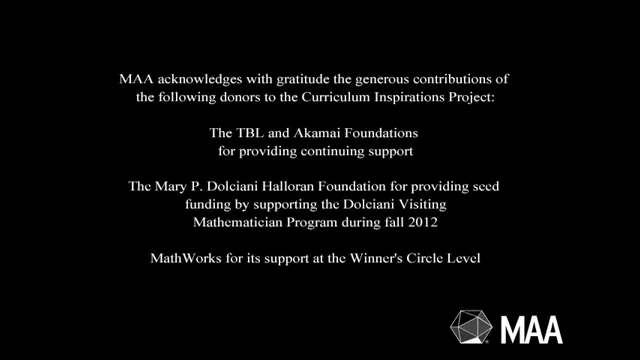 MAA acknowledges with gratitude the generous contributions of
the following donors to the Curriculum Inspirations Project:
The TBL and Akamai Foundations
for providing continuing support
The Mary P. Dolciani Halloran Foundation for providing seed
funding by supporting the Dolciani Visiting
Mathematician Program during fall 2012
MathWorks for its support at the Winner's Circle Level
MAA